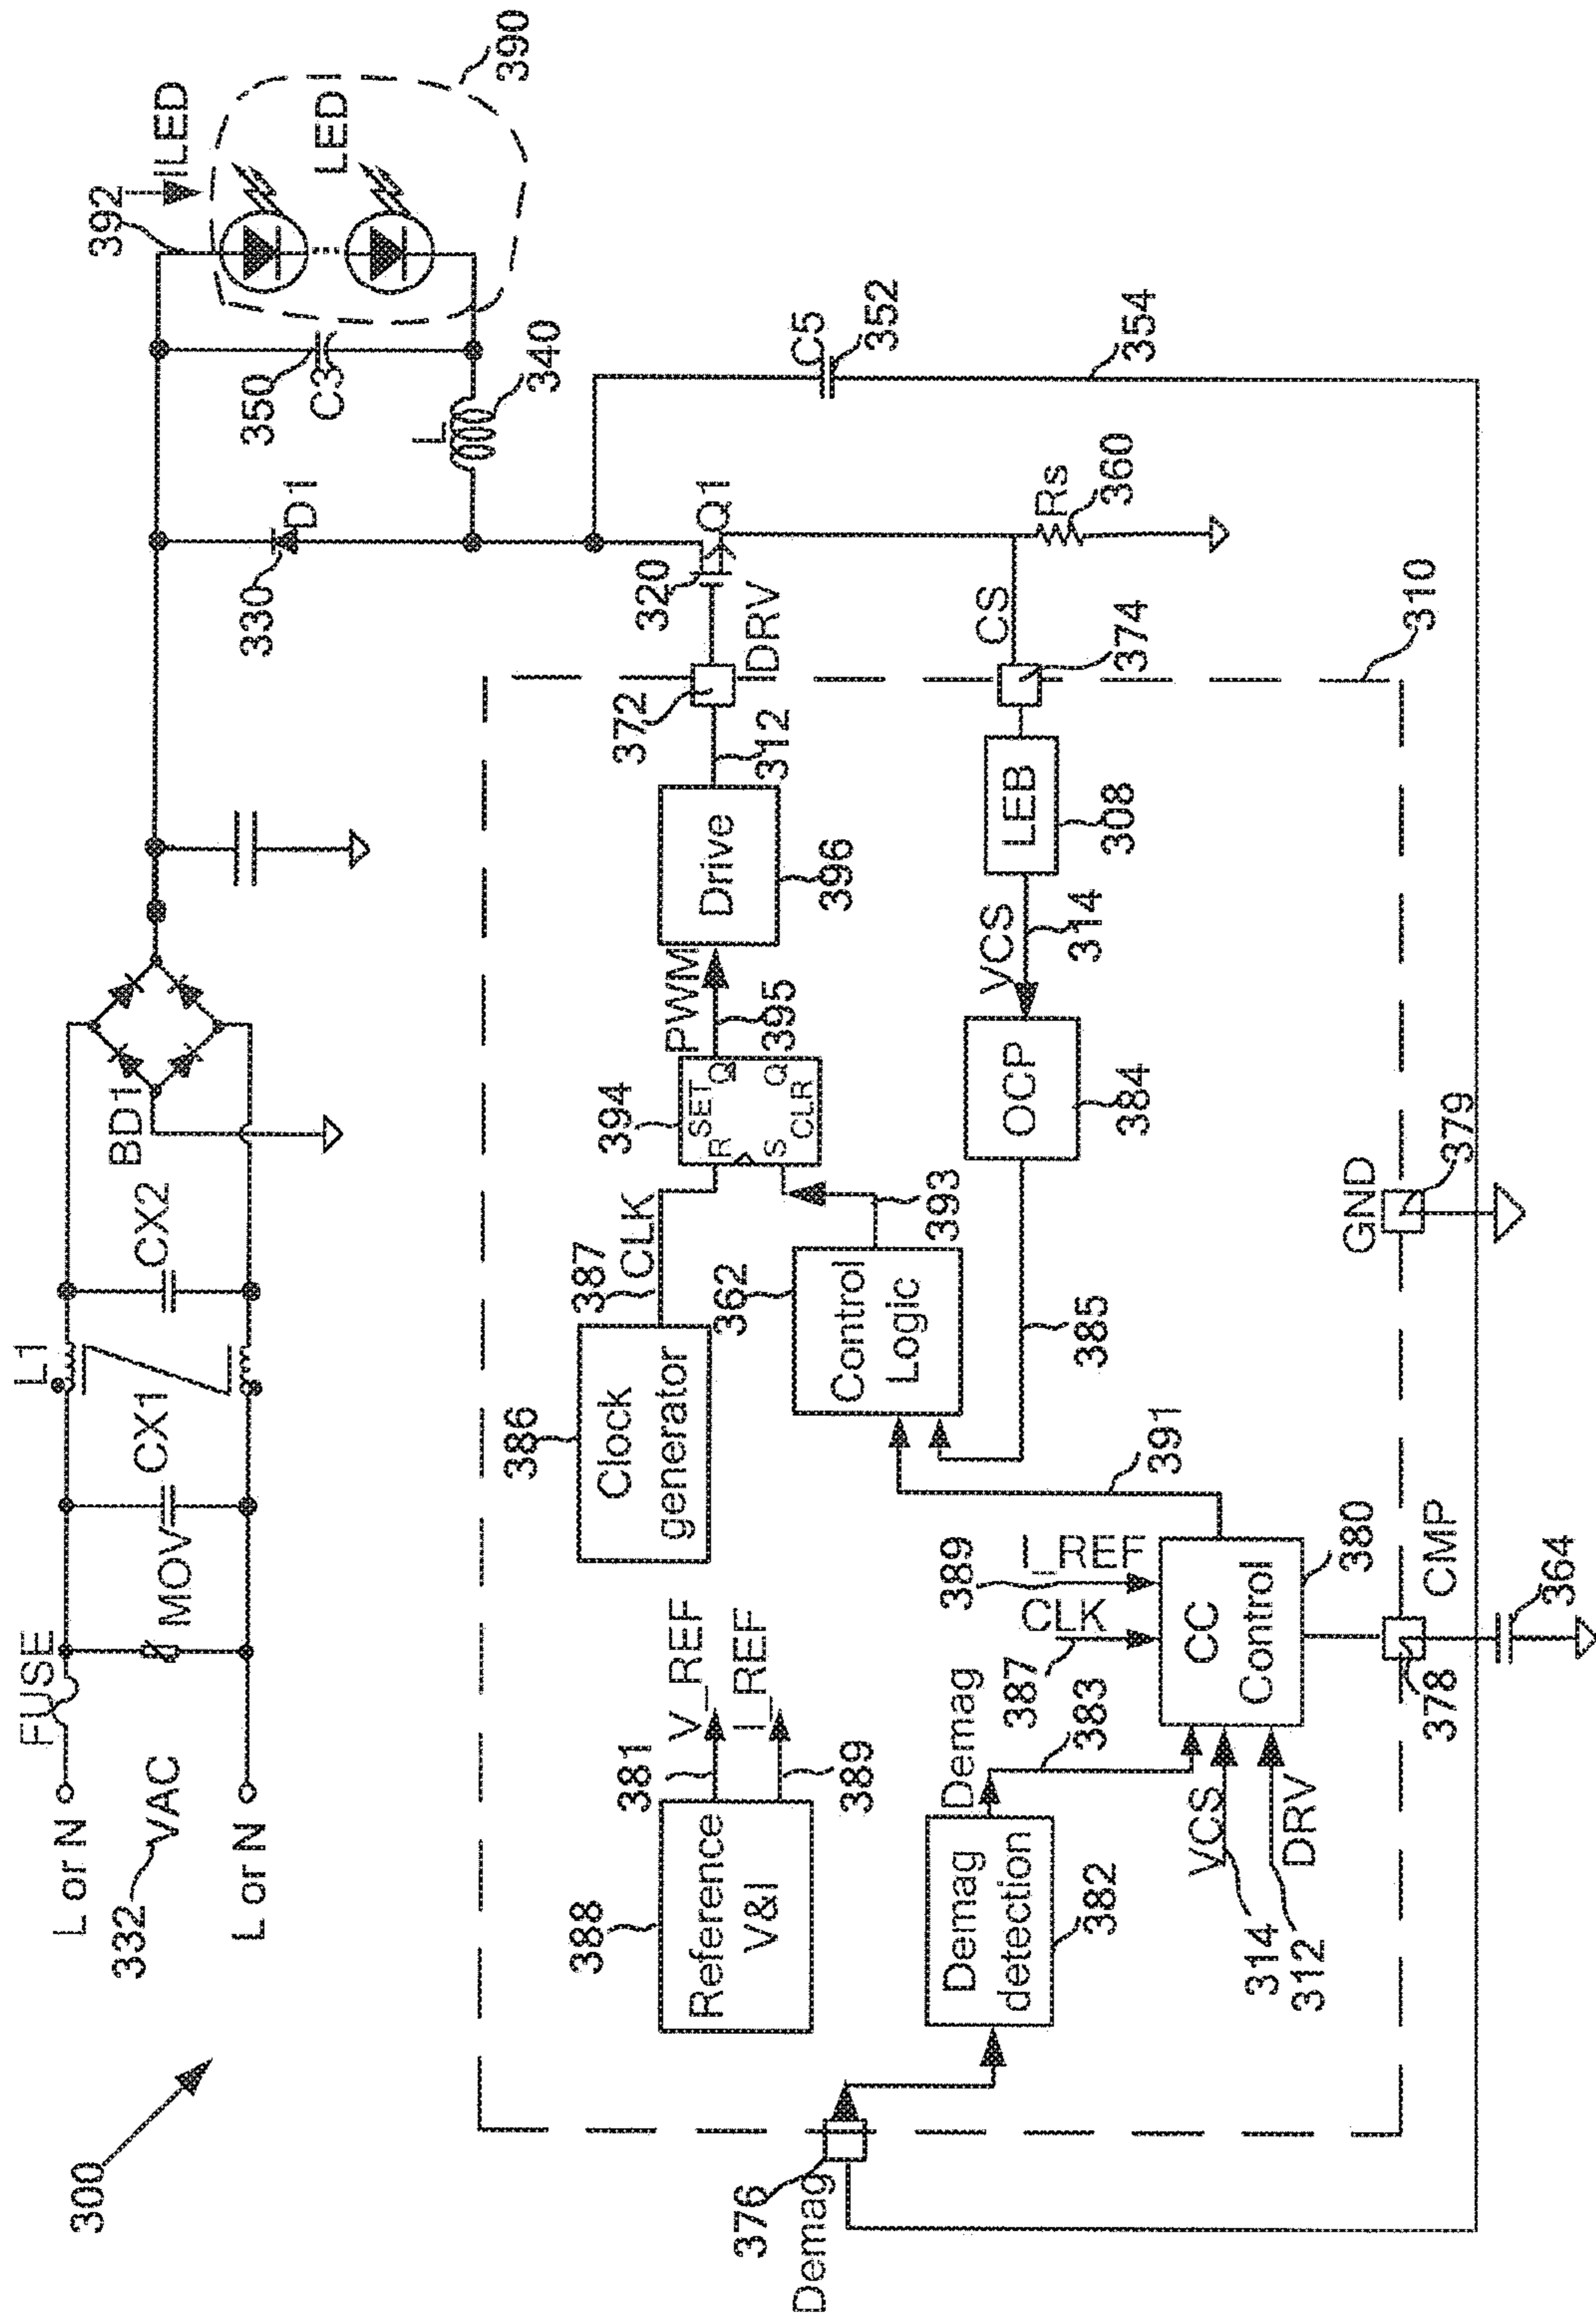 300
332
VAC
L or N
L or N
FUSE
MOV
CX1
L1
CX2
BD1
330
D1
350
C3
L
340
392
ILED
LED
390
C5
352
354
320
Q1
DRV
372
312
Rs
360
CS
374
310
386
Clock
generator
387
CLK
394
SET
R
Q
S
Q
CLR
PWM
395
Drive
396
362
Control
Logic
393
OCP
384
385
VCS
314
LEB
308
388
Reference
V&I
381
V_REF
I_REF
389
376
Demag
Demag
detection
382
Demag
383
387
CLK
389
I_REF
CC
Control
380
391
VCS
314
312
DRV
378
CMP
364
GND
379